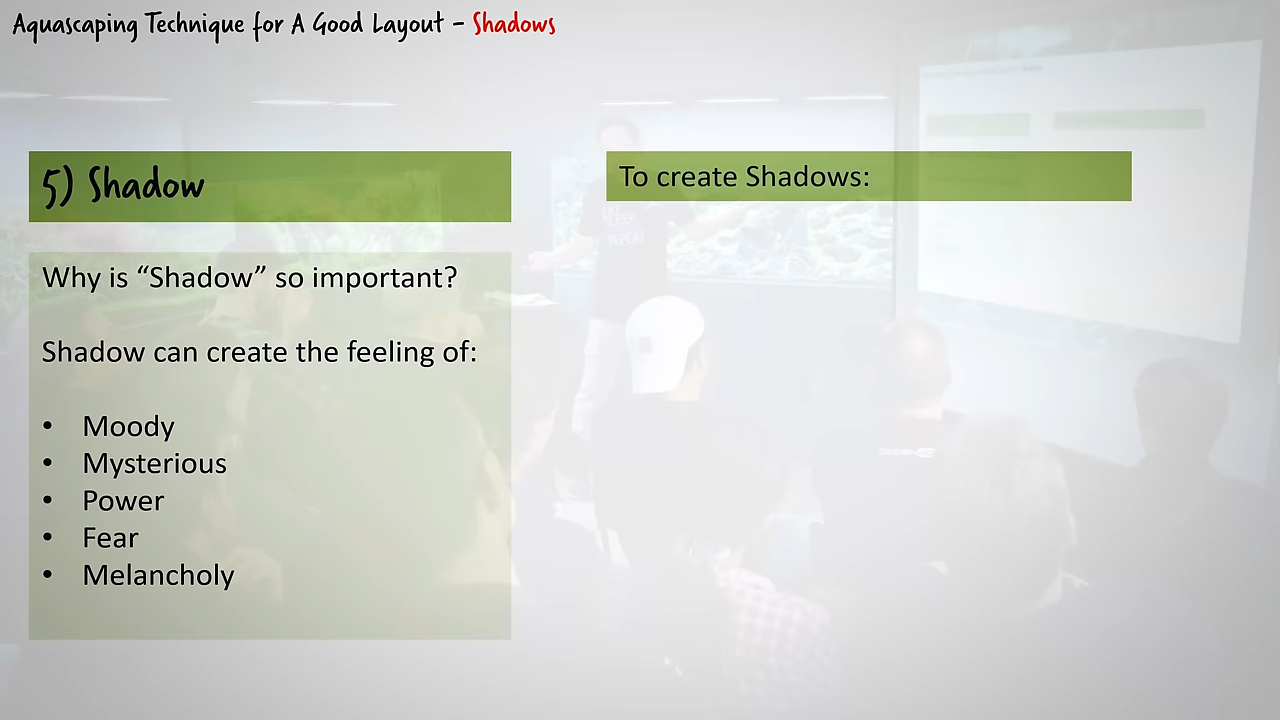 Aquascaping Technique for A Good Layout – Shadows
5) Shadow
Why is “Shadow” so important?
Shadow can create the feeling of:
• Moody
• Mysterious
• Power
• Fear
• Melancholy
To create Shadows: